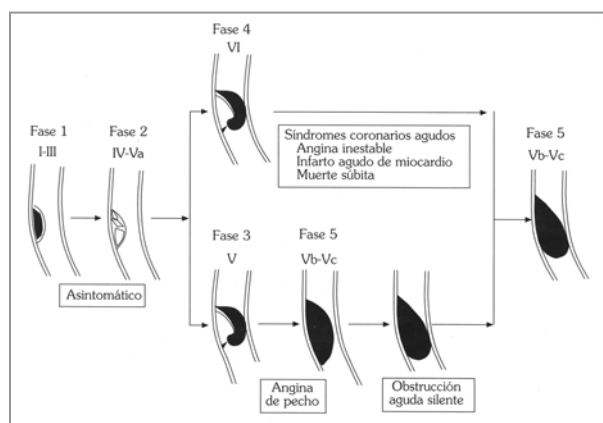 Fase 4
VI
Fase 1
I-III
Fase 2
IV-Va
Síndromes coronarios agudos
Angina inestable
Infarto agudo de miocardio
Muerte súbita
Fase 5
Vb-Vc
Asintomático
Fase 3
V
Fase 5
Vb-Vc
Angina
de pecho
Obstrucción
aguda silente